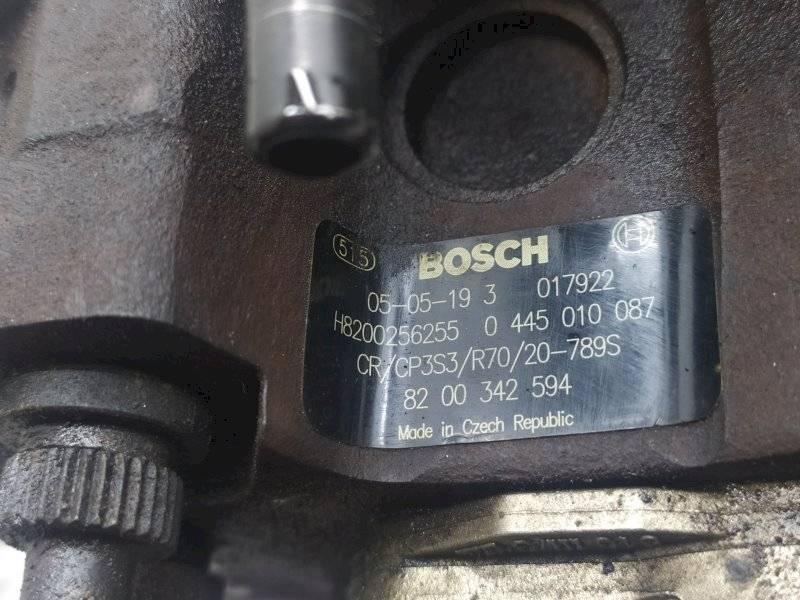 515 BOSCH
05-05-19 3 017922
H8200256255 0 445 010 087
CR/CP3S3/R70/20-789S
82 00 342 594
Made in Czech Republic